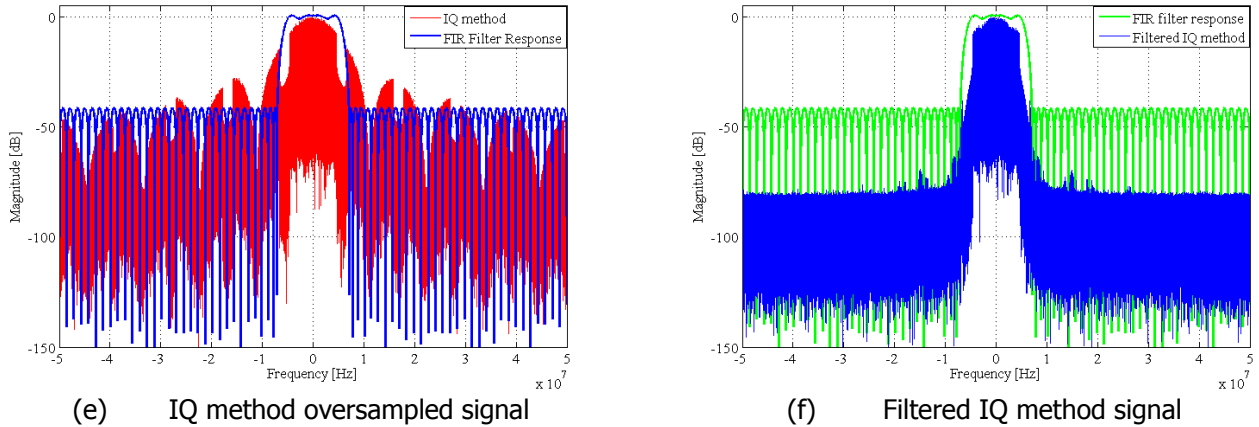 IQ method
FIR Filter Response
0
-50
-100
-150
Magnitude [dB]
-5 -4 -3 -2 -1 0 1 2 3 4 5
Frequency [Hz]
x 10^7
(e) IQ method oversampled signal
FIR filter response
Filtered IQ method
0
-50
-100
-150
Magnitude [dB]
-5 -4 -3 -2 -1 0 1 2 3 4 5
Frequency [Hz]
x 10^7
(f) Filtered IQ method signal